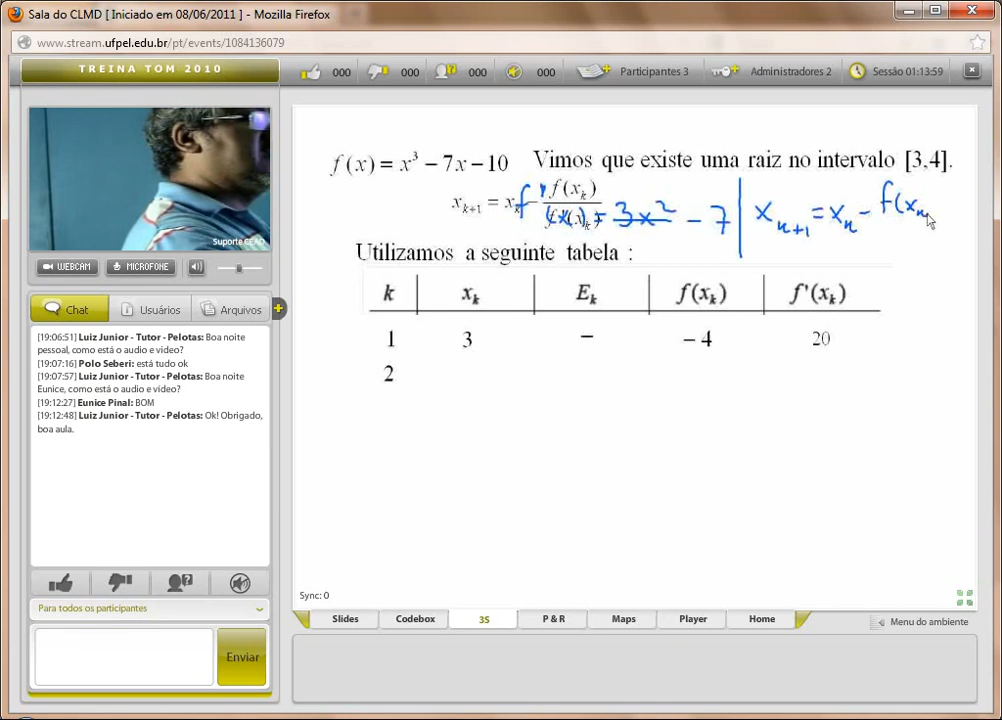 Sala do CLMD [ Iniciado em 08/06/2011 ] - Mozilla Firefox
www.stream.ufpel.edu.br/pt/events/1084136079
TREINA TOM 2010
000 000 000 000 Participantes 3 Administradores 2 Sessão 01:13:59
Suporte CEAD
WEBCAM MICROFONE
Chat Usuários Arquivos
[19:06:51] Luiz Junior - Tutor - Pelotas: Boa noite
pessoal, como está o audio e video?
[19:07:16] Polo Seberi: está tudo ok
[19:07:57] Luiz Junior - Tutor - Pelotas: Boa noite
Eunice, como está o audio e vídeo?
[19:12:27] Eunice Pinal: BOM
[19:12:48] Luiz Junior - Tutor - Pelotas: Ok! Obrigado,
boa aula.
Para todos os participantes
Enviar
f(x) = x³ − 7x − 10 Vimos que existe uma raiz no intervalo [3,4].
x_{k+1} = x_k − f(x_k) / f'(x_k)
f'(x) = 3x² − 7 | x_{n+1} = x_n − f(x_n
Utilizamos a seguinte tabela :
k x_k E_k f(x_k) f'(x_k)
1 3 − −4 20
2
Sync: 0
Slides Codebox 35 P & R Maps Player Home Menu do ambiente